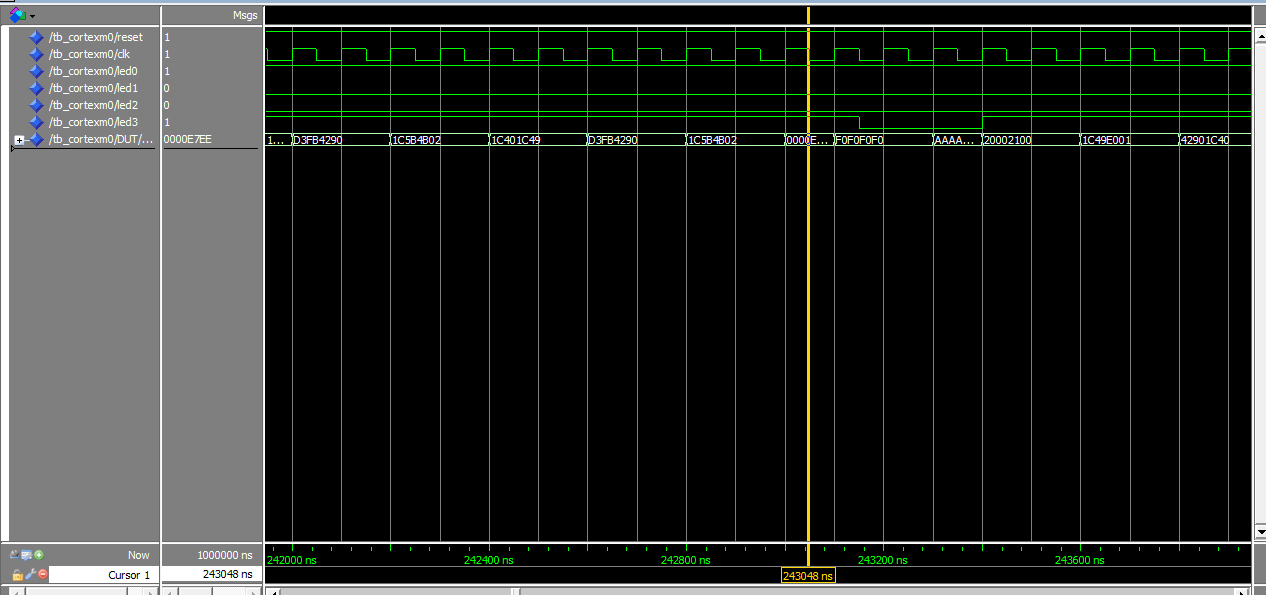 Msgs
/tb_cortexm0/reset 1
/tb_cortexm0/clk 1
/tb_cortexm0/led0 1
/tb_cortexm0/led1 0
/tb_cortexm0/led2 0
/tb_cortexm0/led3 1
/tb_cortexm0/DUT/... 0000E7EE 1... D3FB4290 1C5B4B02 1C401C49 D3FB4290 1C5B4B02 0000E... F0F0F0F0 AAAA... 20002100 1C49E001 42901C40
Now 1000000 ns 242000 ns 242400 ns 242800 ns 243200 ns 243600 ns
Cursor 1 243048 ns 243048 ns